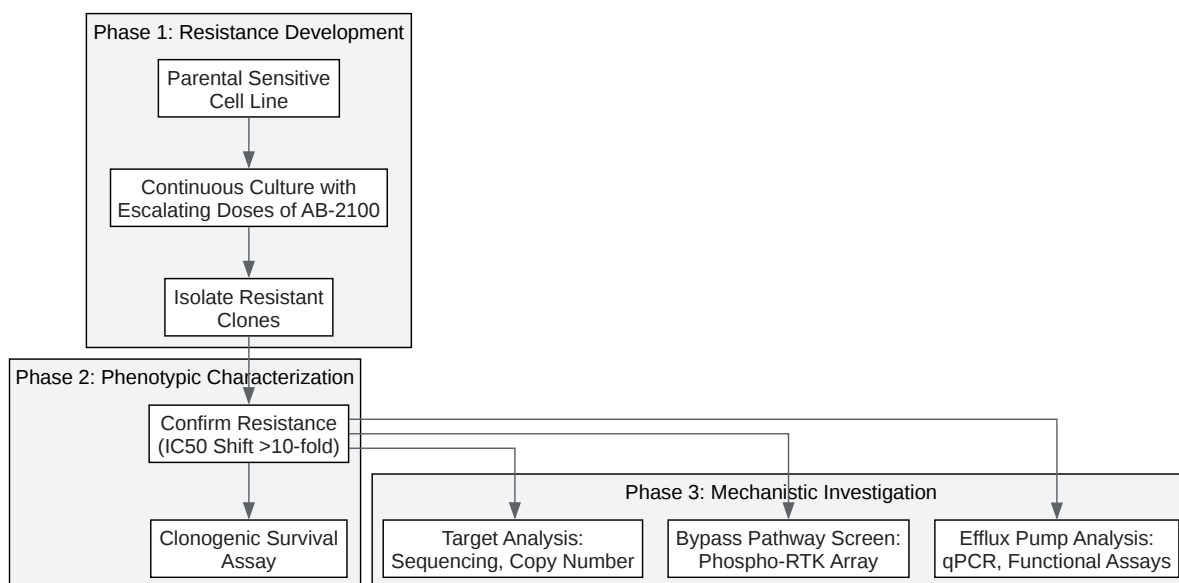 Phase 1: Resistance Development
Parental Sensitive
Cell Line
Continuous Culture with
Escalating Doses of AB-2100
Isolate Resistant
Clones
Phase 2: Phenotypic Characterization
Confirm Resistance
(IC50 Shift >10-fold)
Clonogenic Survival
Assay
Phase 3: Mechanistic Investigation
Target Analysis:
Sequencing, Copy Number
Bypass Pathway Screen:
Phospho-RTK Array
Efflux Pump Analysis:
qPCR, Functional Assays